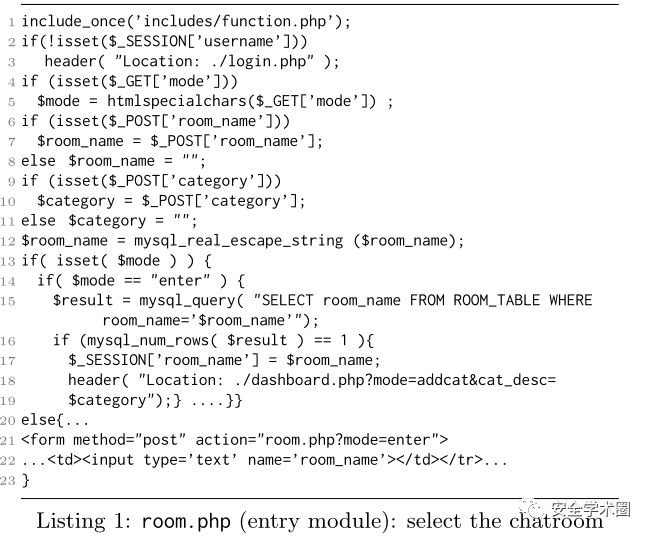 1 include_once('includes/function.php');
2 if(!isset($_SESSION['username']))
3 header( "Location: ./login.php" );
4 if (isset($_GET['mode']))
5 $mode = htmlspecialchars($_GET['mode']) ;
6 if (isset($_POST['room_name']))
7 $room_name = $_POST['room_name'];
8 else $room_name = "";
9 if (isset($_POST['category']))
10 $category = $_POST['category'];
11 else $category = "";
12 $room_name = mysql_real_escape_string ($room_name);
13 if( isset( $mode ) ) {
14 if( $mode == "enter" ) {
15 $result = mysql_query( "SELECT room_name FROM ROOM_TABLE WHERE
room_name='$room_name'");
16 if (mysql_num_rows( $result ) == 1 ){
17 $_SESSION['room_name'] = $room_name;
18 header( "Location: ./dashboard.php?mode=addcat&cat_desc=
19 $category");} ....}}
20 else{...
21 <form method="post" action="room.php?mode=enter">
22 ...<td><input type='text' name='room_name'></td></tr>...
23 }
安全学术圈
Listing 1: room.php (entry module): select the chatroom